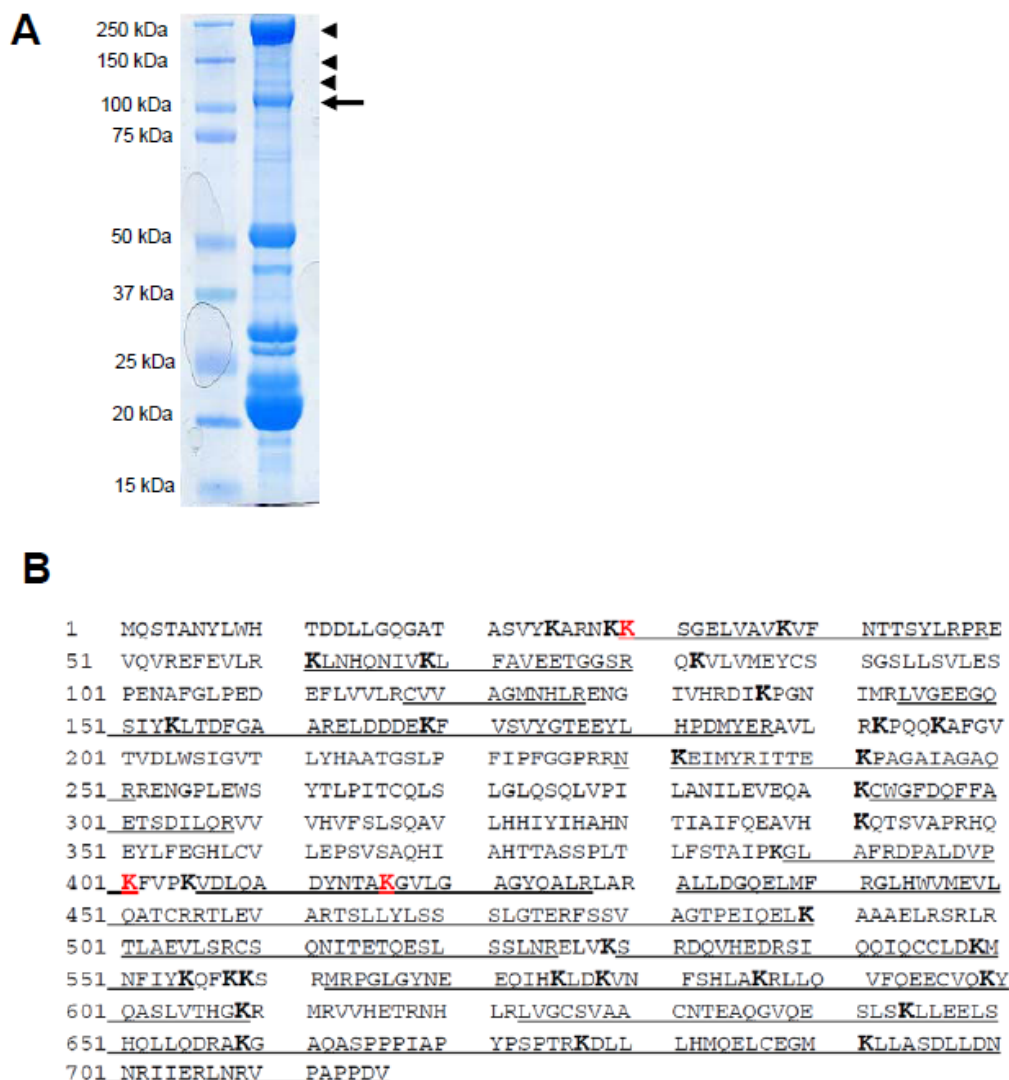 A
250 kDa
150 kDa
100 kDa
75 kDa
50 kDa
37 kDa
25 kDa
20 kDa
15 kDa
B
1 MQSTANYLWH TDDLLGQGAT ASVYKARNKK SGELVAVKVF NTTSYLRPRE
51 VQVREFEVLR KLNHQNIVKL FAVEETGGSR QKVLVMEYCS SGSLLSVLES
101 PENAFGLPED EFLVVLRCVV AGMNHLRENG IVHRDIKPGN IMRLVGEEGQ
151 SIYKLTDFGA ARELDDDEKF VSVYGTEEYL HPDMYERAVL RKPQQKAFGV
201 TVDLWSIGVT LYHAATGSLP FIPFGGPRRN KEIMYRITTE KPAGAIAGAQ
251 RRENGPLEWS YTLPITCQLS LGLQSQLVPI LANILEVEQA KCWGFDQFFA
301 ETSDILQRVV VHVFSLSQAV LHHIYIHAHN TIAIFQEAVH KQTSVAPRHQ
351 EYLFEGHLCV LEPSVSAQHI AHTTASSPLT LFSTAIPKGL AFRDPALDVP
401 KFVPKVDLQA DYNTAKGVLG AGYQALRLAR ALLDGQELMF RGLHWVMEVL
451 QATCRRTLEV ARTSLLYLSS SLGTERFSSV AGTPEIQELK AAAELRSRLR
501 TLAEVLSRCS QNITETQESL SSLNRELVKS RDQVHEDRSI QQIQCCLDKM
551 NFIYKQFKKS RMRPGLGYNE EQIHKLDKVN FSHLAKRLLQ VFQEECVQKY
601 QASLVTHGKR MRVVHETRNH LRLVGCSVAA CNTEAQGVQE SLSKLLEELS
651 HQLLQDRAKG AQASPPPIAP YPSPTRKDLL LHMQELCEGM KLLASDLLDN
701 NRIIERLNRV PAPPDV